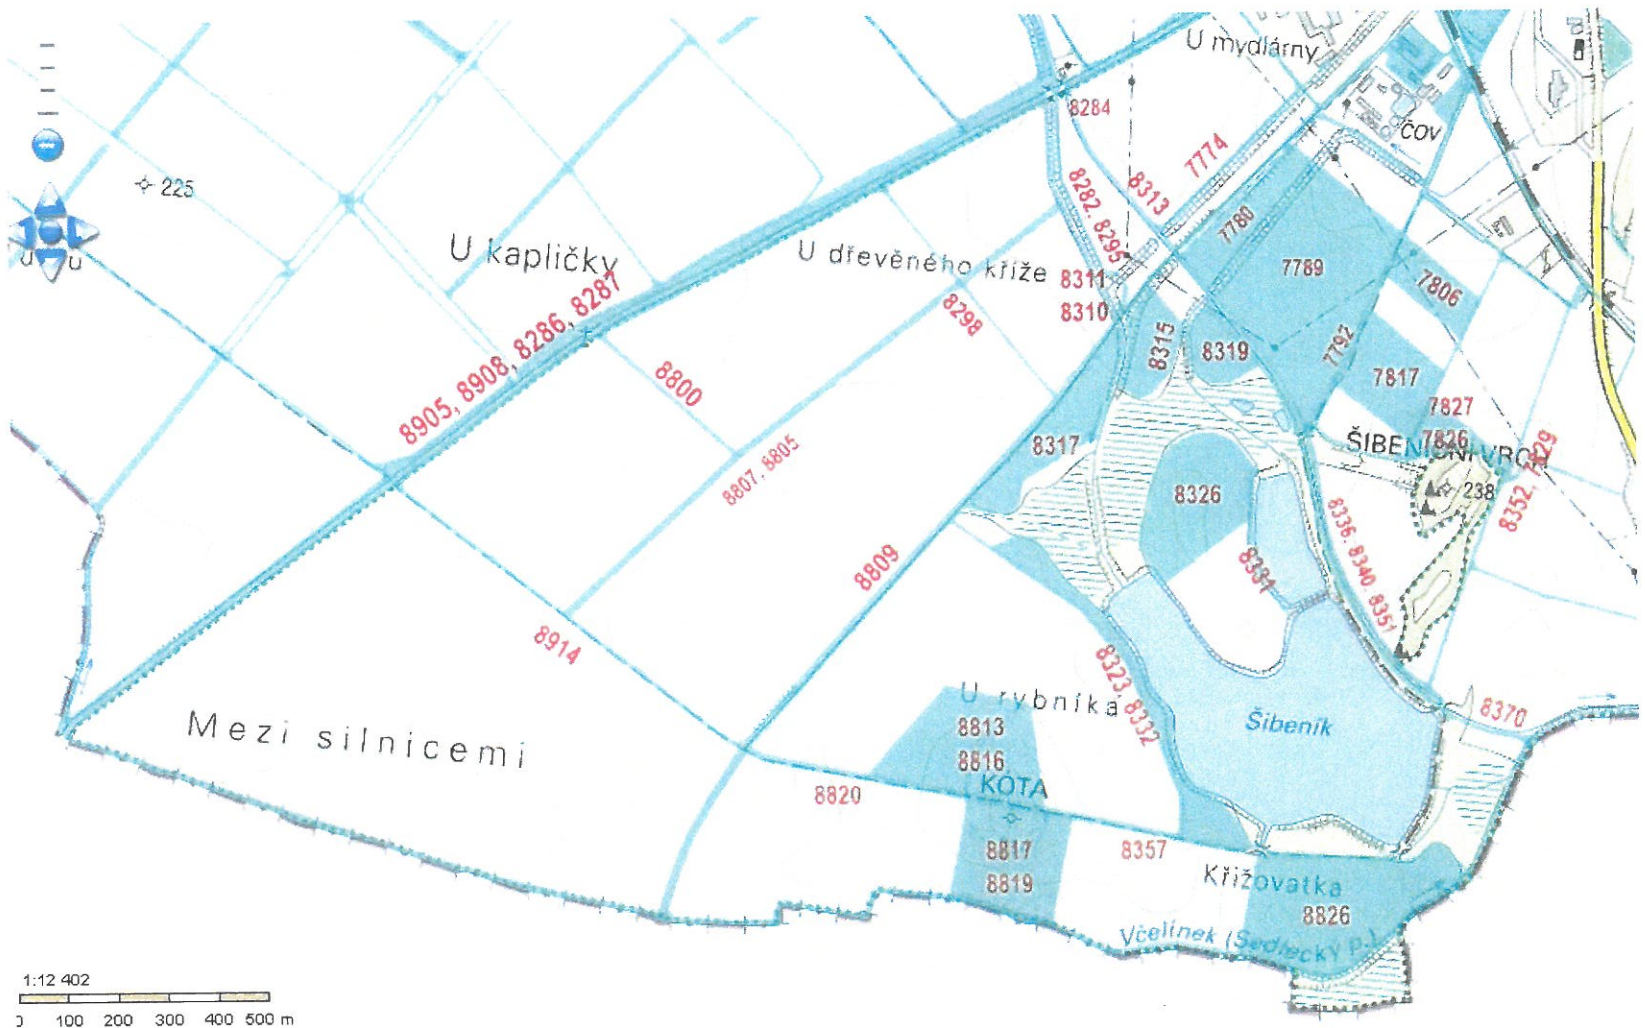 U mydlárny
8284
ČOV
7774
225
8313
8282, 8295
7780
U kapličky
U dřevěného kříže
8311
7789
7806
8310
8298
8905, 8908, 8286, 8287
8315
8319
7792
8800
7817
7827
7826
8317
ŠIBENIČNÍ VRCH
8807, 8805
8326
238
8352, 7829
8809
8331
8336, 8340, 8351
8914
8323, 8332
U rybníka
8370
Mezi silnicemi
8813
Šibeník
8816
KÓTA
8820
8817
8357
8819
Křižovatka
8826
Včelínek (Sedlecký p.)
1:12 402
0 100 200 300 400 500 m